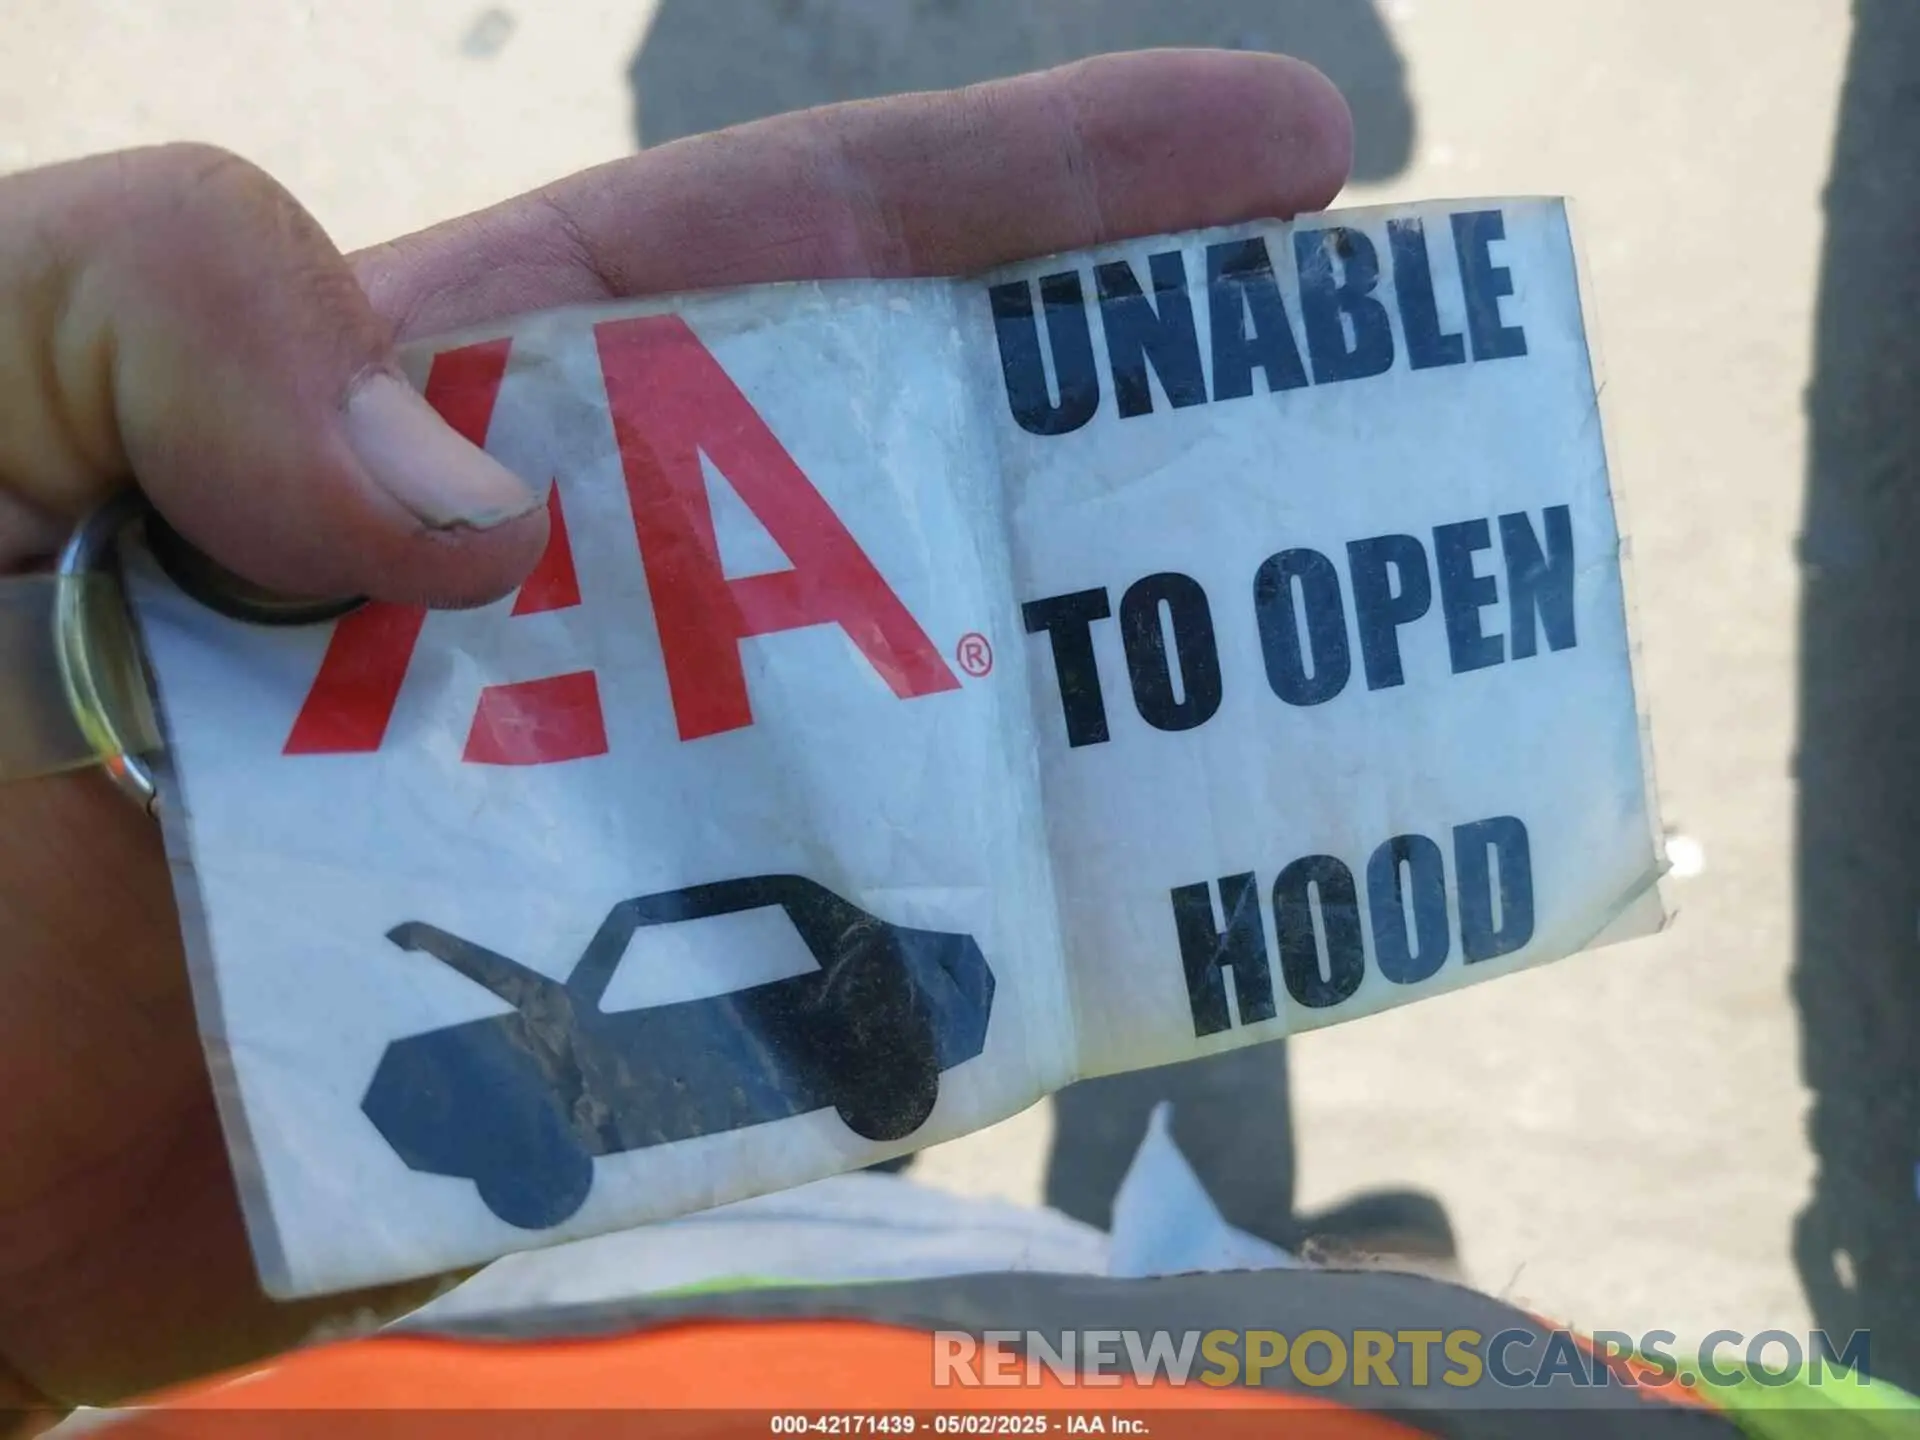 IAA®
UNABLE
TO OPEN
HOOD
RENEWSPORTSCARS.COM
000-42171439 - 05/02/2025 - IAA Inc.